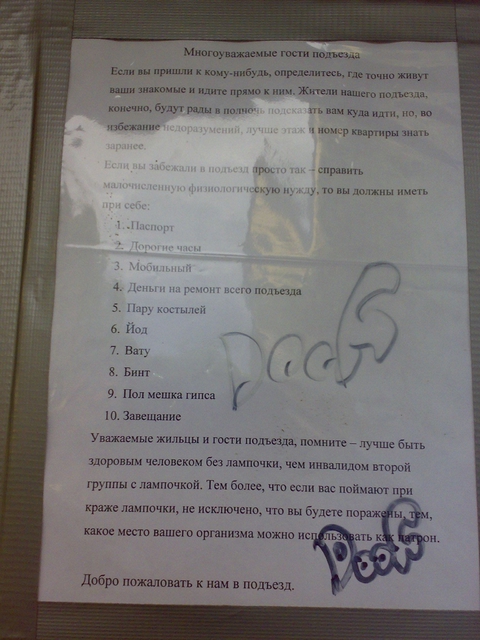 Многоуважаемые гости подъезда
Если вы пришли к кому-нибудь, определитесь, где точно живут
ваши знакомые и идите прямо к ним. Жители нашего подъезда,
конечно, будут рады в полночь подсказать вам куда идти, но, во
избежание недоразумений, лучше этаж и номер квартиры знать
заранее.
Если вы забежали в подъезд просто так – справить
малочисленную физиологическую нужду, то вы должны иметь
при себе:
1. Паспорт
2. Дорогие часы
3. Мобильный
4. Деньги на ремонт всего подъезда
5. Пару костылей
6. Йод
7. Вату
8. Бинт
9. Пол мешка гипса
10. Завещание
Уважаемые жильцы и гости подъезда, помните – лучше быть
здоровым человеком без лампочки, чем инвалидом второй
группы с лампочкой. Тем более, что если вас поймают при
краже лампочки, не исключено, что вы будете поражены, тем,
какое место вашего организма можно использовать как патрон.
Добро пожаловать к нам в подъезд.